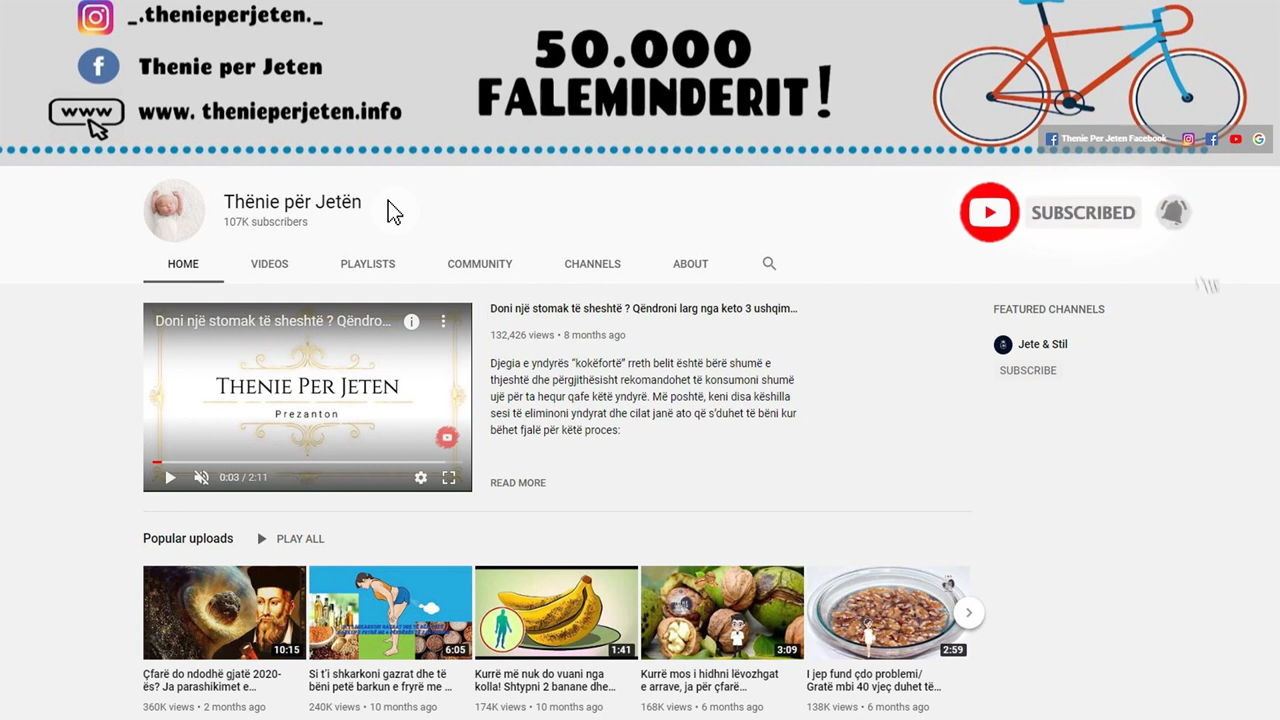 _.thenieperjeten._
Thenie per Jeten
www
www. thenieperjeten.info
50.000
FALEMINDERIT!
Thenie Per Jeten Facebook
Thënie për Jetën
107K subscribers
SUBSCRIBED
HOME
VIDEOS
PLAYLISTS
COMMUNITY
CHANNELS
ABOUT
Doni një stomak të sheshtë ? Qëndro...
THENIE PER JETEN
Prezanton
0:03 / 2:11
Doni një stomak të sheshtë ? Qëndroni larg nga keto 3 ushqim...
132,426 views • 8 months ago
Djegia e yndyrës “kokëfortë” rreth belit është bërë shumë e
thjeshtë dhe përgjithësisht rekomandohet të konsumoni shumë
ujë për ta hequr qafe këtë yndyrë. Më poshtë, keni disa këshilla
sesi të eliminoni yndyrat dhe cilat janë ato që s’duhet të bëni kur
bëhet fjalë për këtë proces:
READ MORE
FEATURED CHANNELS
Jete & Stil
SUBSCRIBE
Popular uploads
PLAY ALL
10:15
6:05
1:41
3:09
2:59
Çfarë do ndodhë gjatë 2020-
ës? Ja parashikimet e...
360K views • 2 months ago
Si t’i shkarkoni gazrat dhe të
bëni petë barkun e fryrë me ...
240K views • 10 months ago
Kurrë më nuk do vuani nga
kolla! Shtypni 2 banane dhe...
174K views • 10 months ago
Kurrë mos i hidhni lëvozhgat
e arrave, ja për çfarë...
168K views • 6 months ago
I jep fund çdo problemi/
Gratë mbi 40 vjeç duhet të...
138K views • 6 months ago